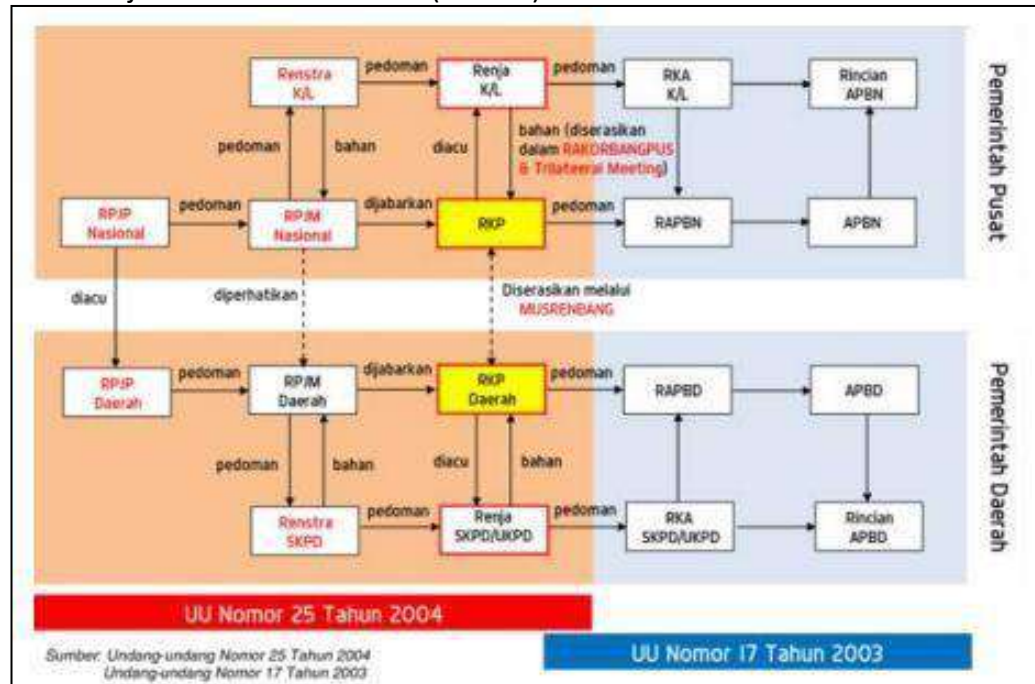 pedoman
pedoman
Renstra
K/L
Renja
K/L
RKA
K/L
Rincian
APBN
pedoman
bahan
diacu
bahan (diserasikan
dalam RAKORBANGPUS
& Trilateral Meeting)
RPJP
Nasional
pedoman
RPJM
Nasional
dijabarkan
RKP
pedoman
RAPBN
APBN
Pemerintah Pusat
diacu
diperhatikan
Diserasikan melalui
MUSRENBANG
RPJP
Daerah
pedoman
RPJM
Daerah
dijabarkan
RKP
Daerah
pedoman
RAPBD
APBD
pedoman
bahan
diacu
bahan
Renstra
SKPD
pedoman
Renja
SKPD/UKPD
pedoman
RKA
SKPD/UKPD
Rincian
APBD
Pemerintah Daerah
UU Nomor 25 Tahun 2004
UU Nomor 17 Tahun 2003
Sumber: Undang-undang Nomor 25 Tahun 2004
Undang-undang Nomor 17 Tahun 2003